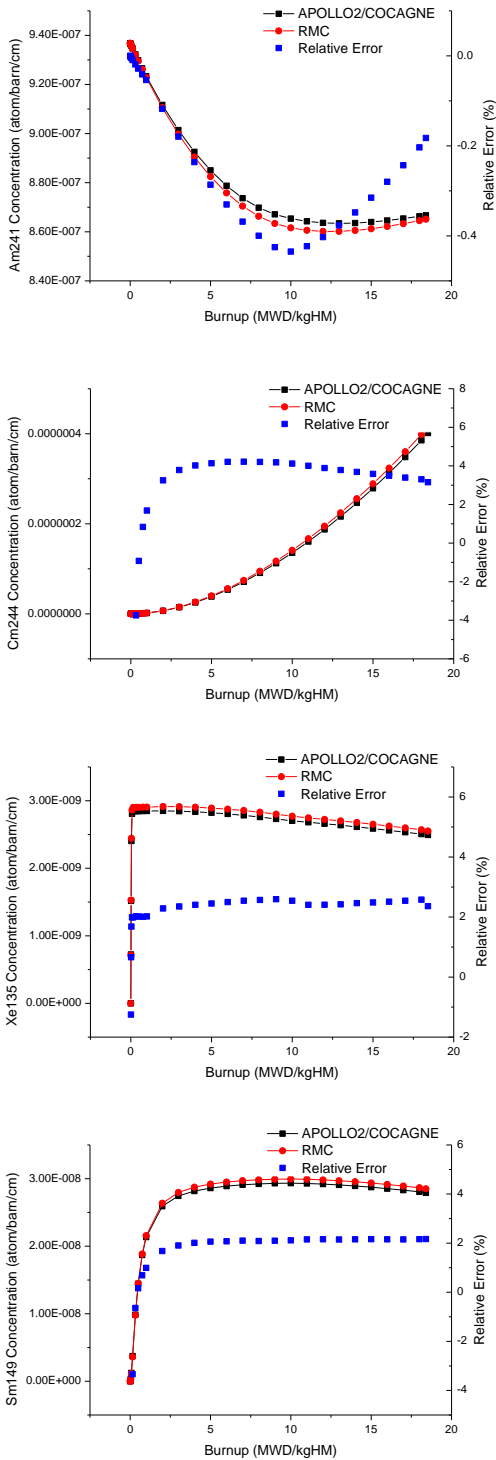 APOLLO2/COCAGNE
RMC
Relative Error
Am241 Concentration (atom/barn/cm)
9.40E-007
9.20E-007
9.00E-007
8.80E-007
8.60E-007
8.40E-007
0.0
-0.2
-0.4
Relative Error (%)
0 5 10 15 20
Burnup (MWD/kgHM)
APOLLO2/COCAGNE
RMC
Relative Error
Cm244 Concentration (atom/barn/cm)
0.0000004
0.0000002
0.0000000
8
6
4
2
0
-2
-4
-6
Relative Error (%)
0 5 10 15 20
Burnup (MWD/kgHM)
APOLLO2/COCAGNE
RMC
Relative Error
Xe135 Concentration (atom/barn/cm)
3.00E-009
2.00E-009
1.00E-009
0.00E+000
6
4
2
0
-2
Relative Error (%)
0 5 10 15 20
Burnup (MWD/kgHM)
APOLLO2/COCAGNE
RMC
Relative Error
Sm149 Concentration (atom/barn/cm)
3.00E-008
2.00E-008
1.00E-008
0.00E+000
6
4
2
0
-2
-4
Relative Error (%)
0 5 10 15 20
Burnup (MWD/kgHM)